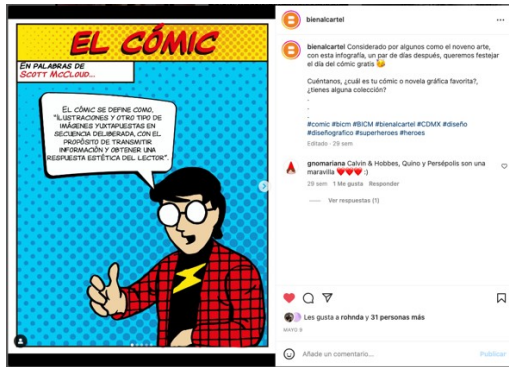 EL CÓMIC
EN PALABRAS DE
SCOTT MCCLOUD...
EL CÓMIC SE DEFINE COMO,
"ILUSTRACIONES Y OTRO TIPO DE
IMÁGENES YUXTAPUESTAS EN
SECUENCIA DELIBERADA, CON EL
PROPÓSITO DE TRANSMITIR
INFORMACIÓN Y OBTENER UNA
RESPUESTA ESTÉTICA DEL LECTOR".
bienalcartel
bienalcartel Considerado por algunos como el noveno arte,
con esta infografía, un par de días después, queremos festejar
el día del cómic gratis
Cuéntanos, ¿cuál es tu cómic o novela gráfica favorita?,
¿tienes alguna colección?
.
.
.
#comic #bicm #BICM #bienalcartel #CDMX #diseño
#diseñografico #superheroes #heroes
Editado · 29 sem
gnomariana Calvin & Hobbes, Quino y Persépolis son una
maravilla ❤️❤️❤️ :)
29 sem 1 Me gusta Responder
Ver respuestas (1)
Les gusta a rohnda y 31 personas más
MAYO 9
Añade un comentario...
Publicar